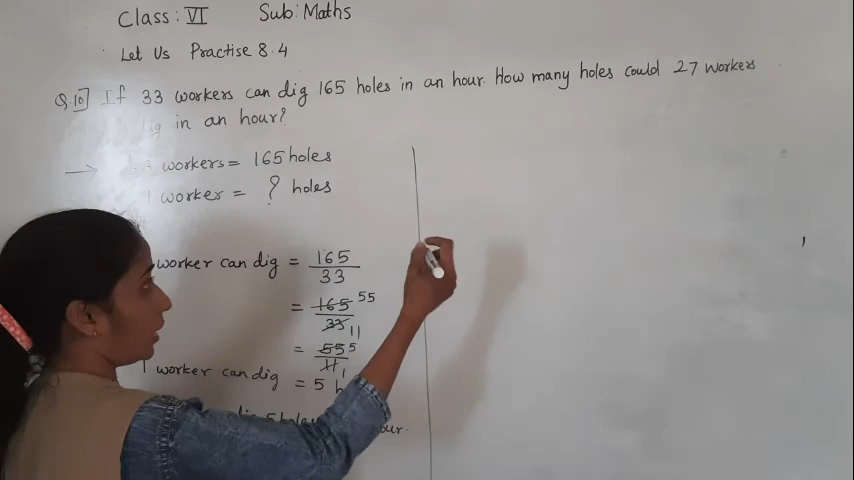 Class: VI Sub: Maths
Let Us Practise 8.4
Q.10] If 33 workers can dig 165 holes in an hour. How many holes could 27 workers
in an hour?
workers = 165 holes
1 worker = ? holes
worker can dig = 165/33
= 165/33 55 11
= 55/11 5 1
1 worker can dig = 5